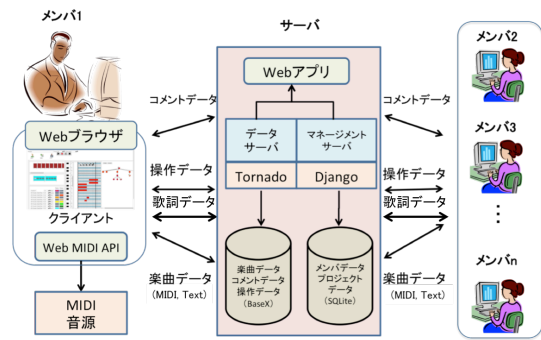 メンバ1
サーバ
Webアプリ
メンバ2
コメントデータ
コメントデータ
Webブラウザ
データ
サーバ
マネージメント
サーバ
メンバ3
操作データ
操作データ
Tornado
Django
歌詞データ
歌詞データ
クライアント
Web MIDI API
楽曲データ
コメントデータ
操作データ
(BaseX)
メンバデータ
プロジェクト
データ
(SQLite)
メンバn
楽曲データ
(MIDI, Text)
楽曲データ
(MIDI, Text)
MIDI
音源